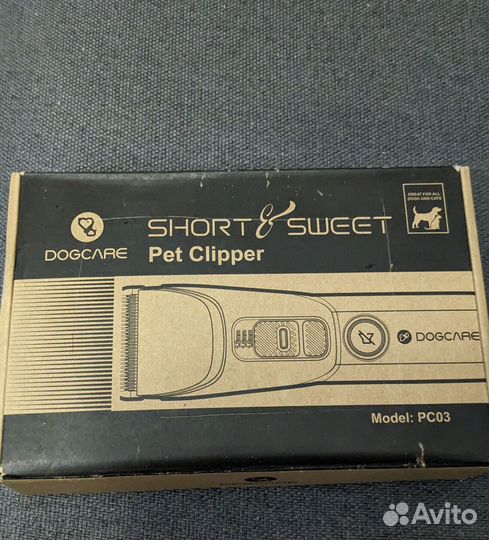 SHORT & SWEET
GREAT FOR ALL
DOGS AND CATS
DOGCARE
Pet Clipper
DOGCARE
Model: PC03
Avito